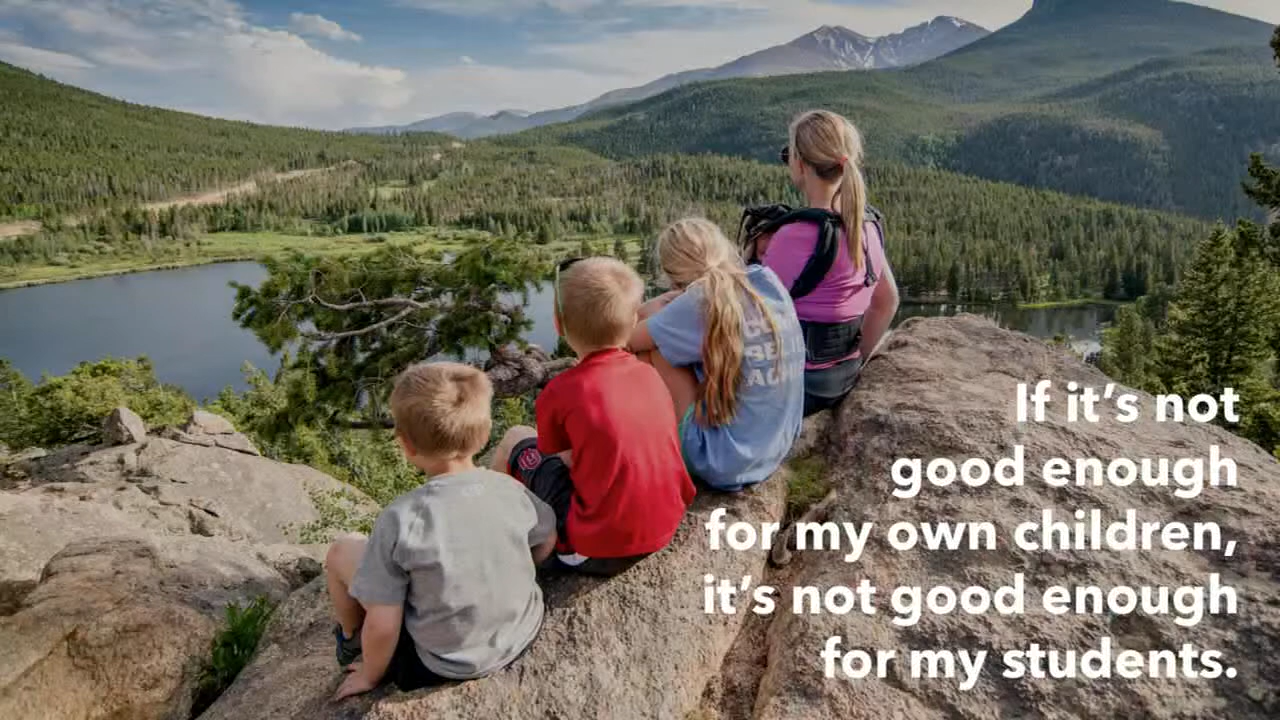 If it's not
good enough
for my own children,
it's not good enough
for my students.